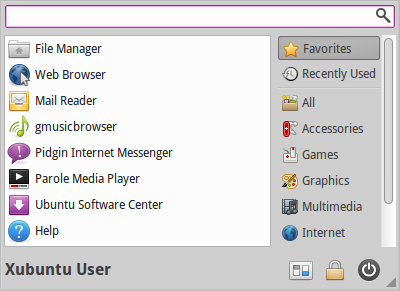 File Manager
Web Browser
Mail Reader
gmusicbrowser
Pidgin Internet Messenger
Parole Media Player
Ubuntu Software Center
Help
Favorites
Recently Used
All
Accessories
Games
Graphics
Multimedia
Internet
Xubuntu User